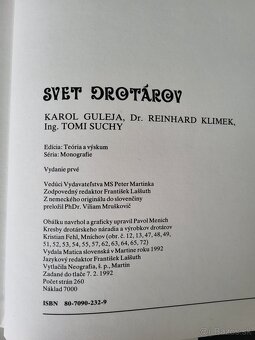 SVET DROTÁROV
KAROL GULEJA, Dr. REINHARD KLIMEK,
Ing. TOMI SUCHY
Edícia: Teória a výskum
Séria: Monografie
Vydanie prvé
Vedúci Vydavateľstva MS Peter Martinka
Zodpovedný redaktor František Laššuth
Z nemeckého originálu do slovenčiny
preložil PhDr. Viliam Mruškovič
Obálku navrhol a graficky upravil Pavol Menich
Kresby drotárskeho náradia a výrobkov drotárov
Kristian Fehl, Mníchov (obr. č. 12, 13, 47, 48, 49,
51, 52, 53, 54, 55, 57, 62, 63, 64, 65, 72)
Vydala Matica slovenská v Martine roku 1992
Jazykový redaktor František Laššuth
Vytlačila Neografia, š. p., Martin
Zadané do tlače 7. 2. 1992
Počet strán 260
Náklad 7000
ISBN 80-7090-232-9